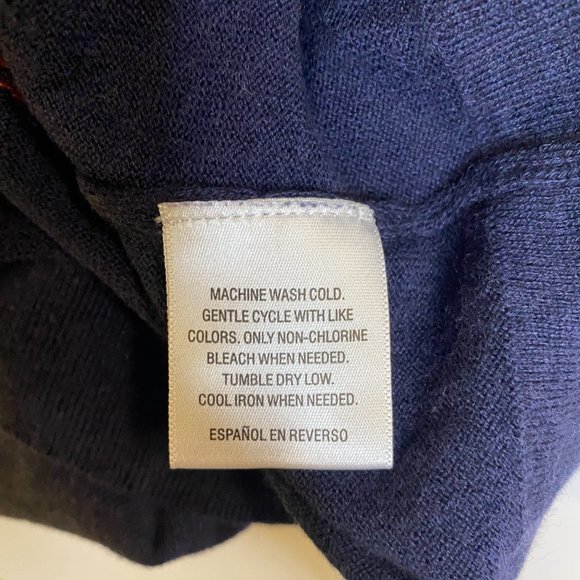 MACHINE WASH COLD.
GENTLE CYCLE WITH LIKE
COLORS. ONLY NON-CHLORINE
BLEACH WHEN NEEDED.
TUMBLE DRY LOW.
COOL IRON WHEN NEEDED.
ESPAÑOL EN REVERSO